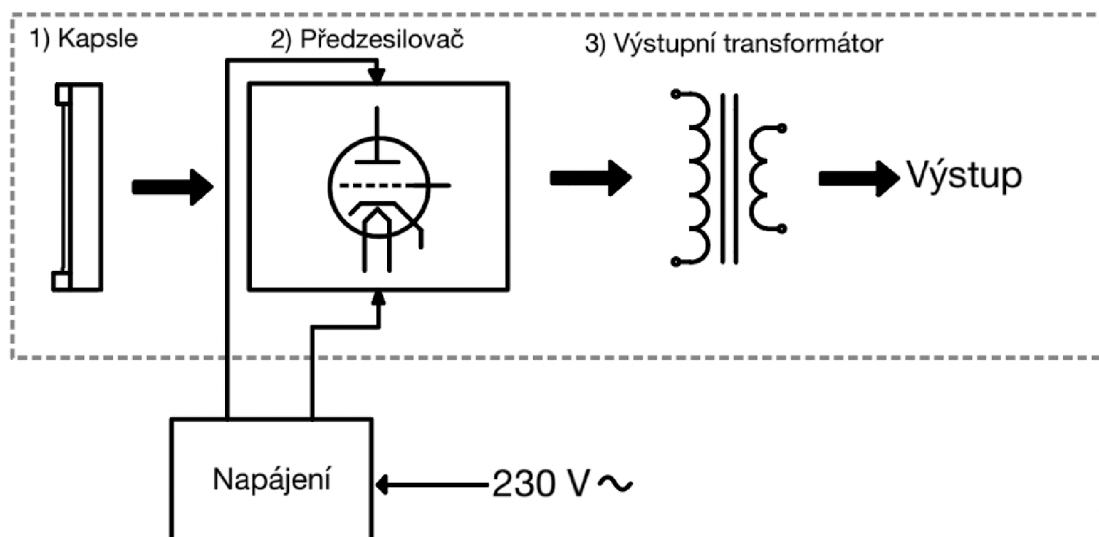 1) Kapsle
2) Předzesilovač
3) Výstupní transformátor
Výstup
Napájení
230 V ~